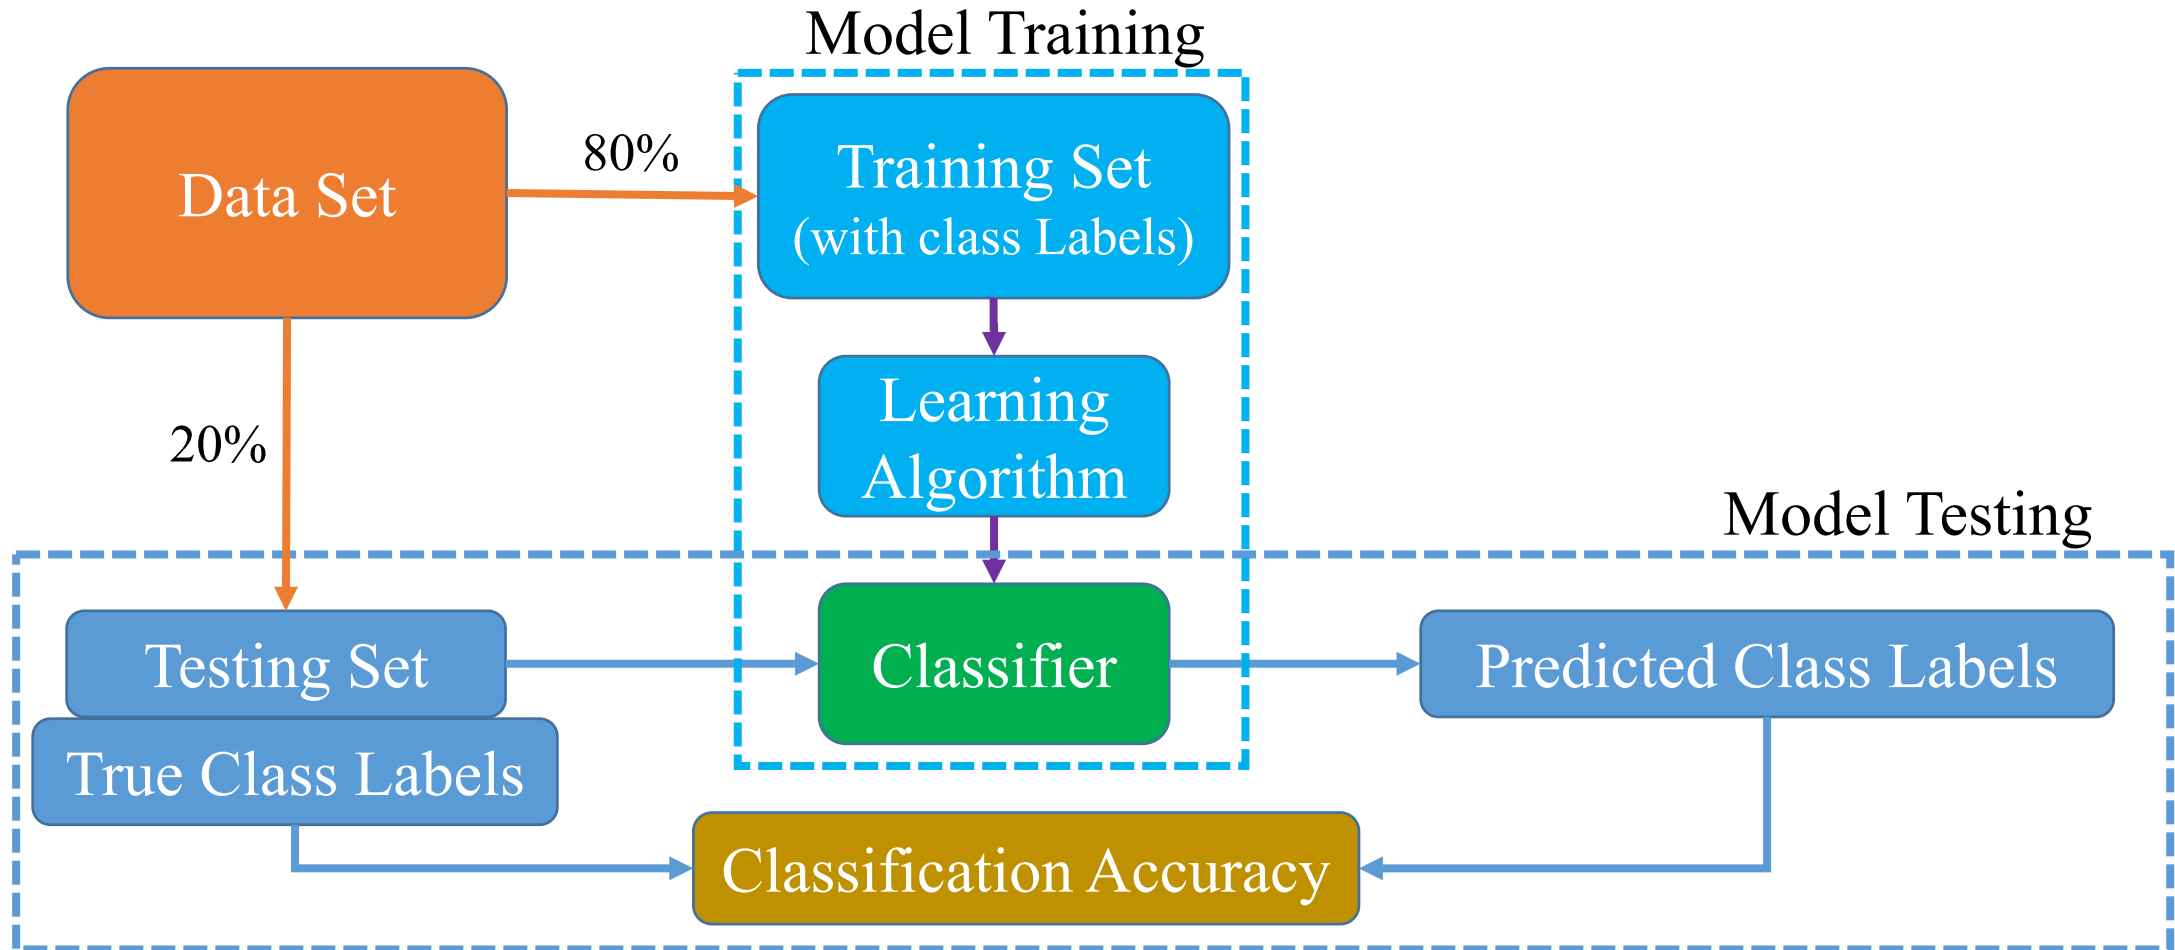 Model Training
Data Set
80%
Training Set
(with class Labels)
Learning
Algorithm
20%
Model Testing
Testing Set
Classifier
Predicted Class Labels
True Class Labels
Classification Accuracy